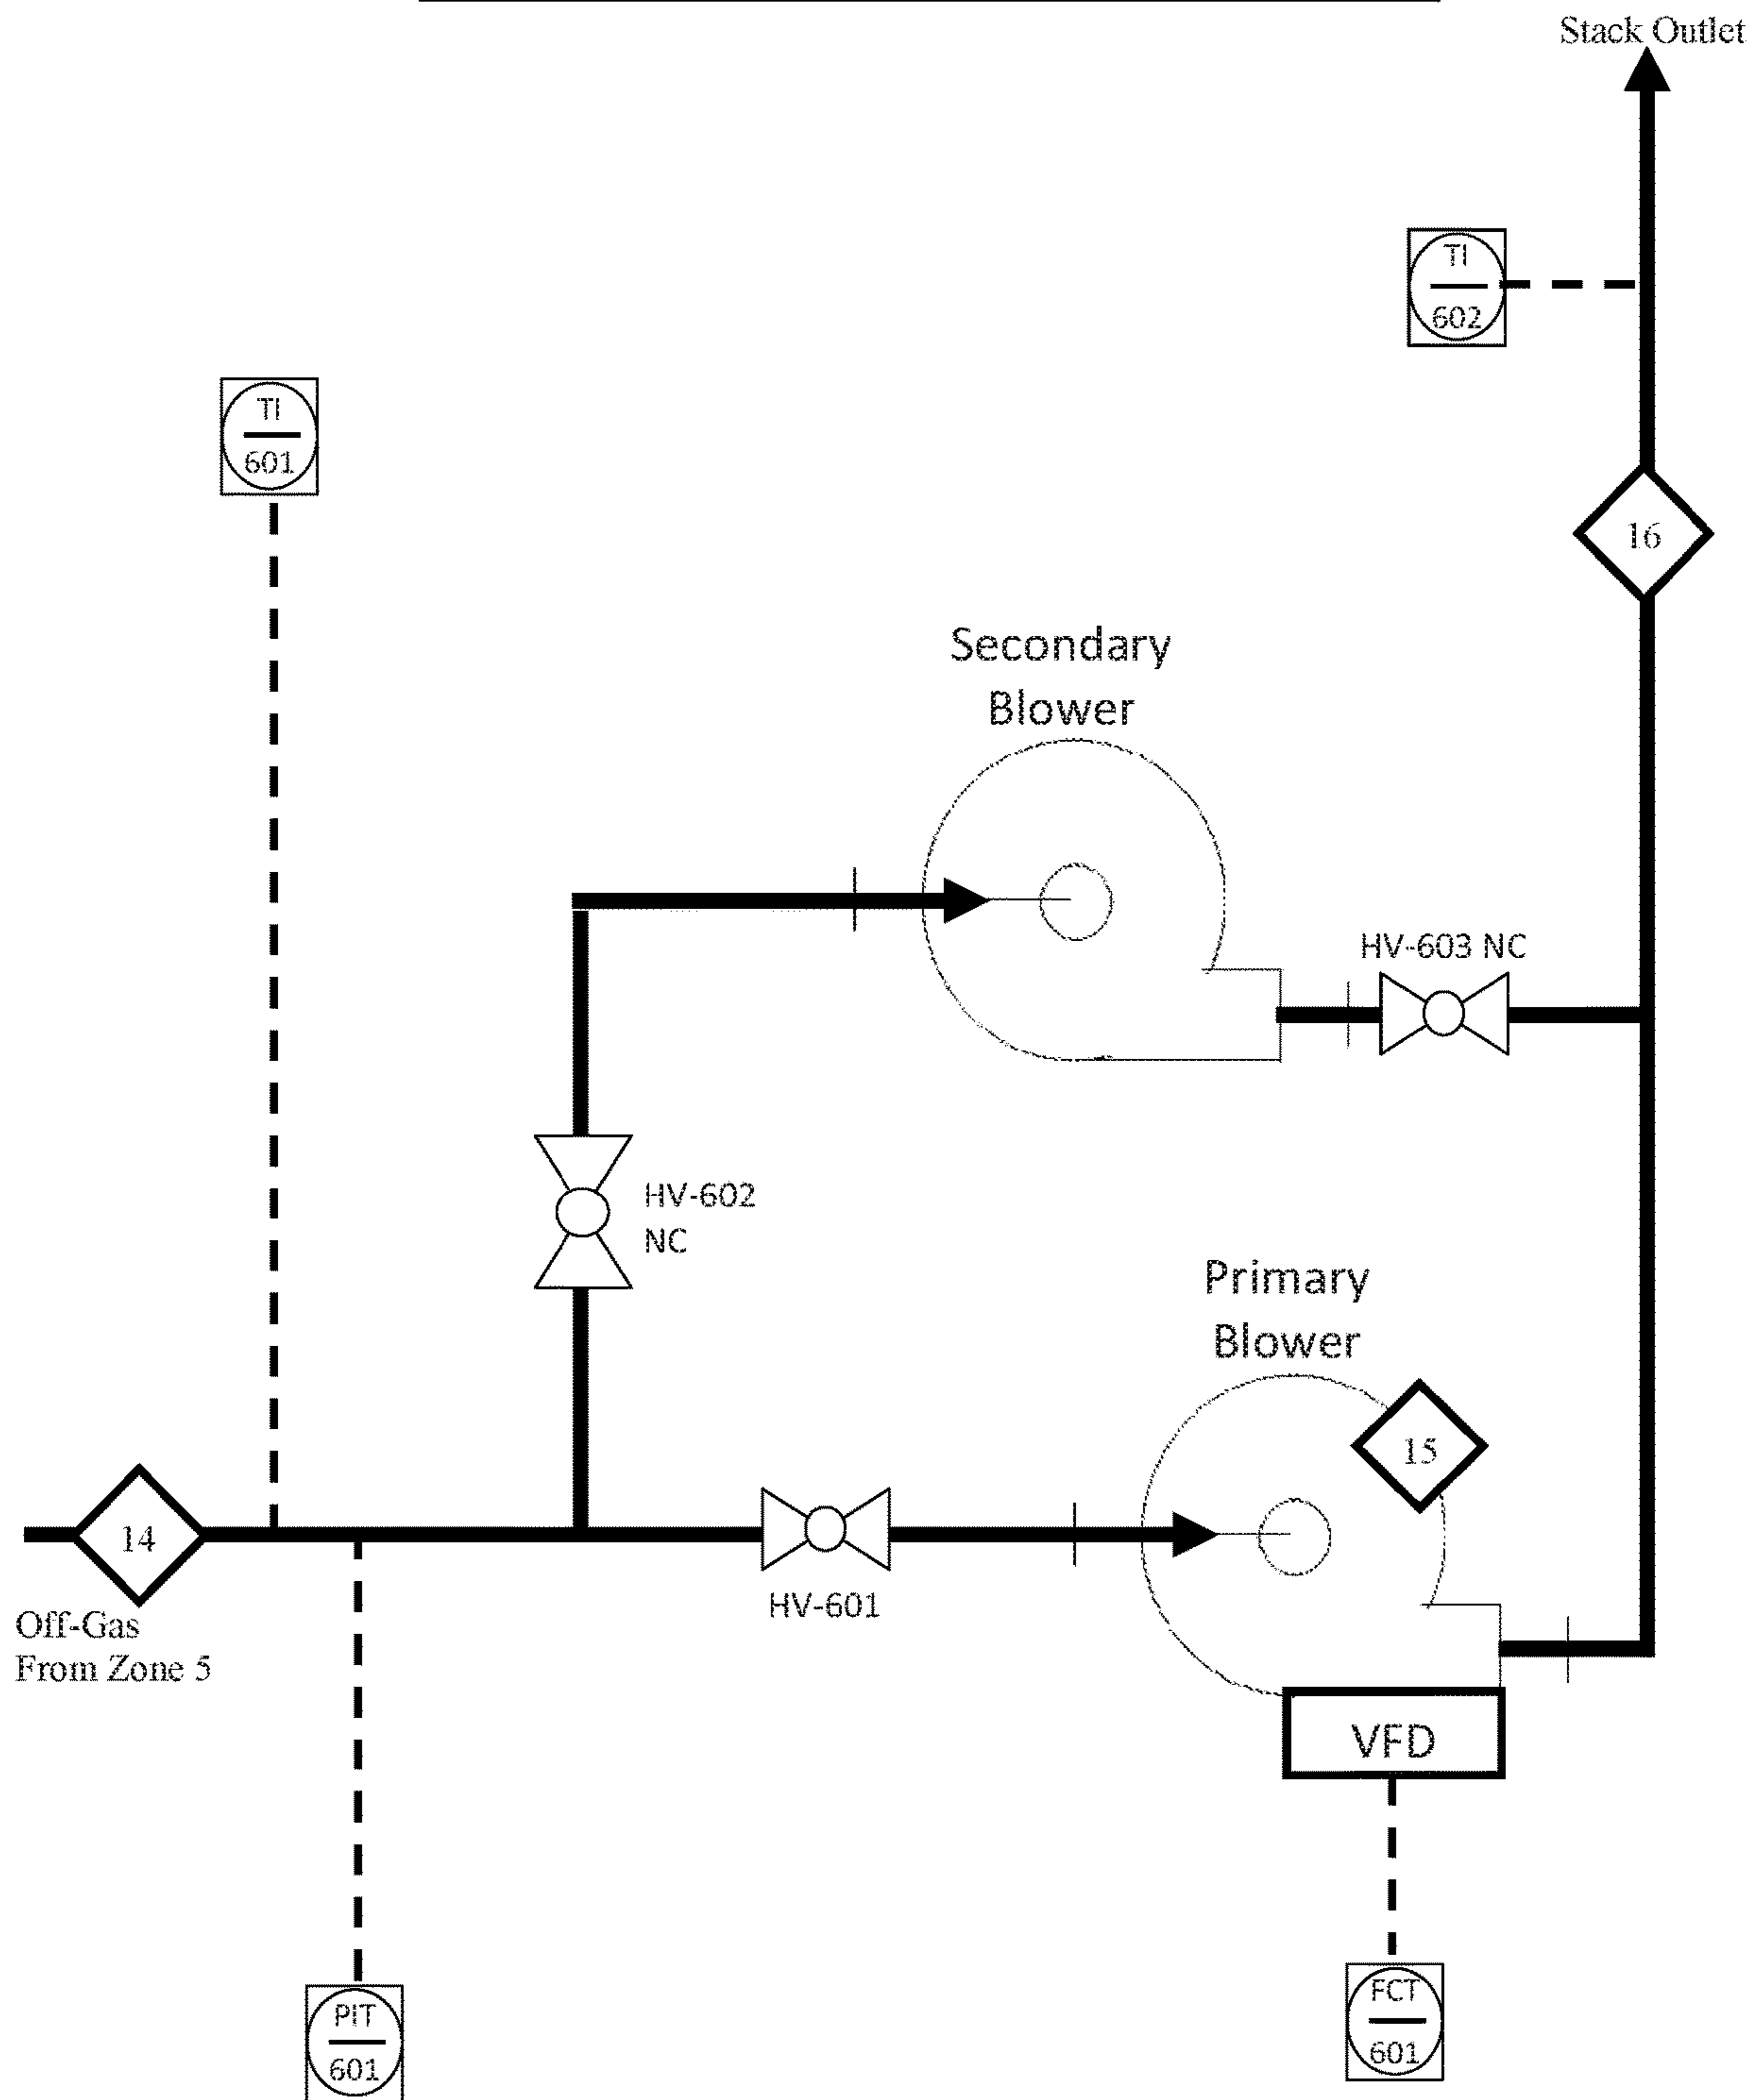 Stack Outlet
TI
602
TI
601
16
Secondary
Blower
HV-603 NC
HV-602
NC
Primary
Blower
15
14
HV-601
Off-Gas
From Zone 5
VFD
PIT
601
FCT
601